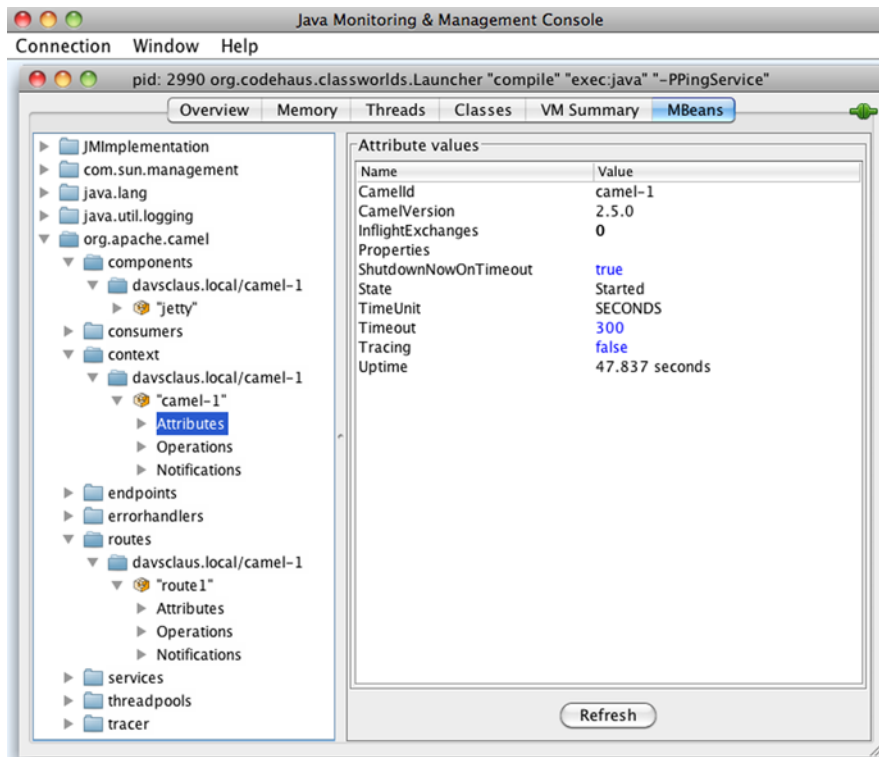 Java Monitoring & Management Console
Connection Window Help
pid: 2990 org.codehaus.classworlds.Launcher "compile" "exec:java" "-PPingService"
Overview Memory Threads Classes VM Summary MBeans
JMImplementation
com.sun.management
java.lang
java.util.logging
org.apache.camel
components
davsclaus.local/camel-1
"jetty"
consumers
context
davsclaus.local/camel-1
"camel-1"
Attributes
Operations
Notifications
endpoints
errorhandlers
routes
davsclaus.local/camel-1
"route1"
Attributes
Operations
Notifications
services
threadpools
tracer
Attribute values
Name Value
CamelId camel-1
CamelVersion 2.5.0
InflightExchanges 0
Properties
ShutdownNowOnTimeout true
State Started
TimeUnit SECONDS
Timeout 300
Tracing false
Uptime 47.837 seconds
Refresh